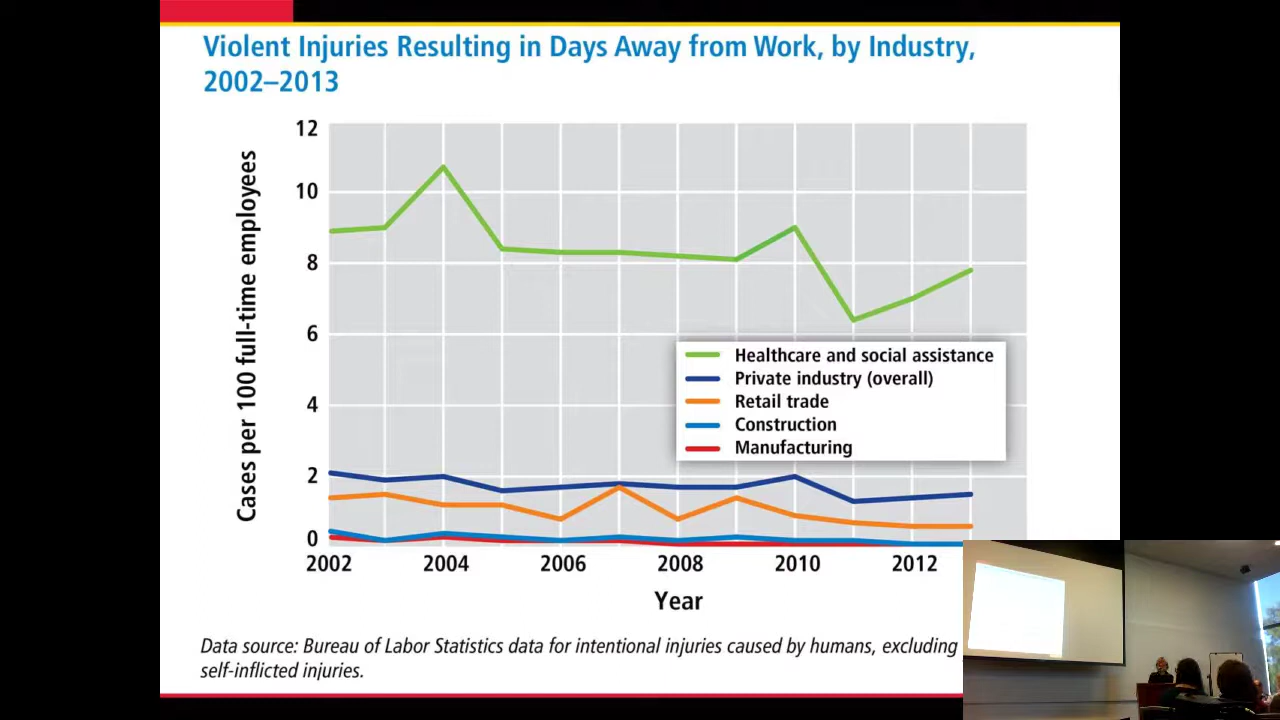 Violent Injuries Resulting in Days Away from Work, by Industry,
2002–2013
Cases per 100 full-time employees
12
10
8
6
4
2
0
Healthcare and social assistance
Private industry (overall)
Retail trade
Construction
Manufacturing
2002 2004 2006 2008 2010 2012
Year
Data source: Bureau of Labor Statistics data for intentional injuries caused by humans, excluding
self-inflicted injuries.